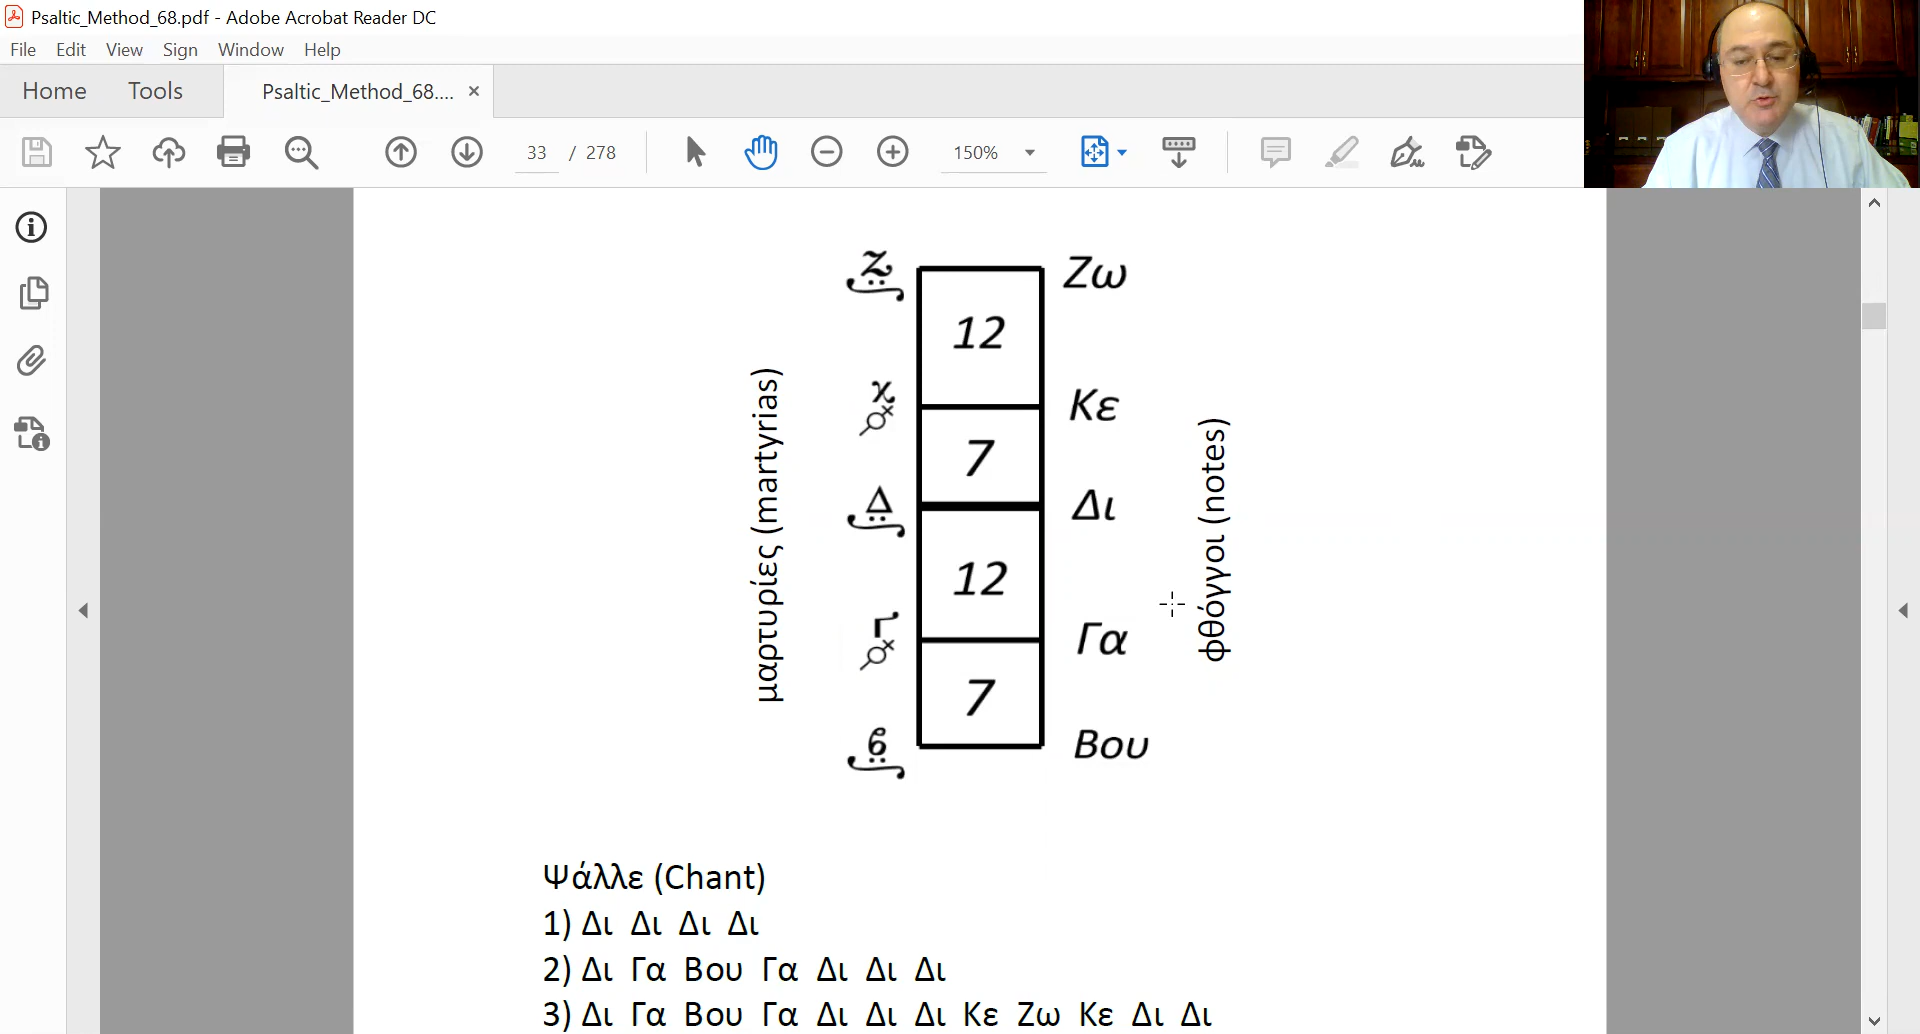 Psaltic_Method_68.pdf - Adobe Acrobat Reader DC
File Edit View Sign Window Help
Home Tools Psaltic_Method_68.... ×
33 / 278 150%
Ζ Ζω
12
χ Κε
7
Δ Δι
12
Γ Γα
7
β Βου
μαρτυρίες (martyrias)
φθόγγοι (notes)
Ψάλλε (Chant)
1) Δι Δι Δι Δι
2) Δι Γα Βου Γα Δι Δι Δι
3) Δι Γα Βου Γα Δι Δι Δι Κε Ζω Κε Δι Δι